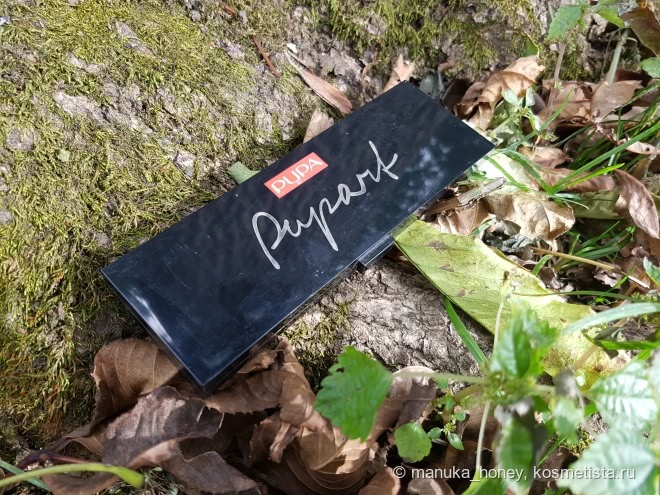 PUPA
Pupart
© manuka_honey, kosmetista.ru